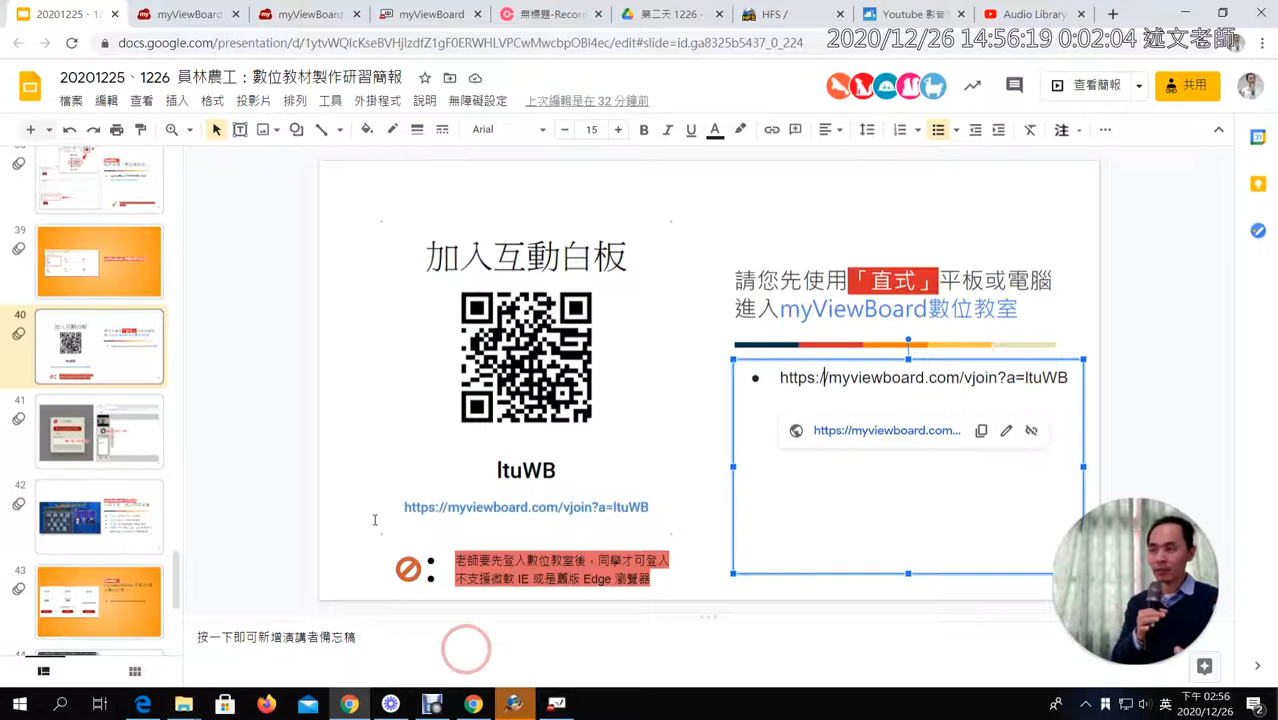 第二天 1226、
myViewBoard
myViewBoard
myViewBoard
無標題-Recor
第二天 1226 -
HFS /
Youtube 影音
Audio Library
docs.google.com/presentation/d/1ytvWQIcKseBVHjlzdfZ1gF0ERWHLVPCwMwcbpOBl4ec/edit#slide=id.ga8325b5437_0_224
2020/12/26 14:56:19 0:02:04 述文老師
20201225、1226 員林農工：數位教材製作研習簡報
檔案 編輯 查看 插入 格式 投影片 排列 工具 外掛程式 說明 無障礙設定 上次編輯是在 32 分鐘前
查看簡報
共用
Arial
15
B I U A
注
39
40
41
42
43
加入互動白板
ltuWB
https://myviewboard.com/vjoin?a=ltuWB
老師要先登入數位教室後，同學才可登入
不支援微軟 IE 或是舊版 Edge 瀏覽器
請您先使用「直式」平板或電腦
進入myViewBoard數位教室
https://myviewboard.com/vjoin?a=ltuWB
https://myviewboard.com...
按一下即可新增演講者備忘稿
英
下午 02:56
2020/12/26